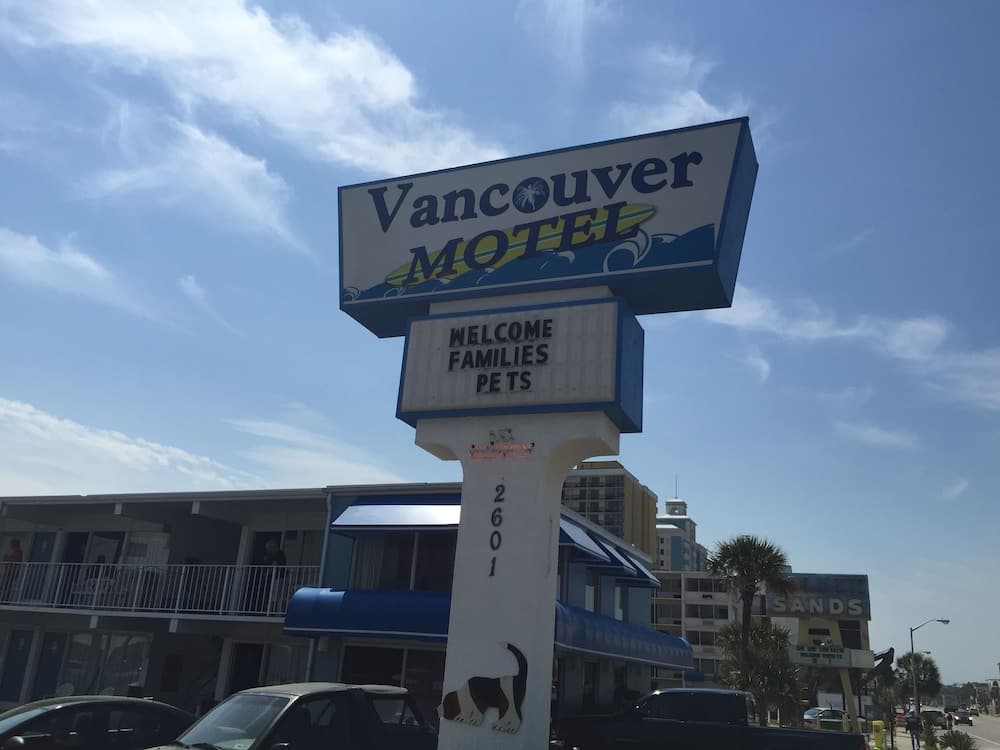 Vancouver
MOTEL
WELCOME
FAMILIES
PETS
2601
SANDS